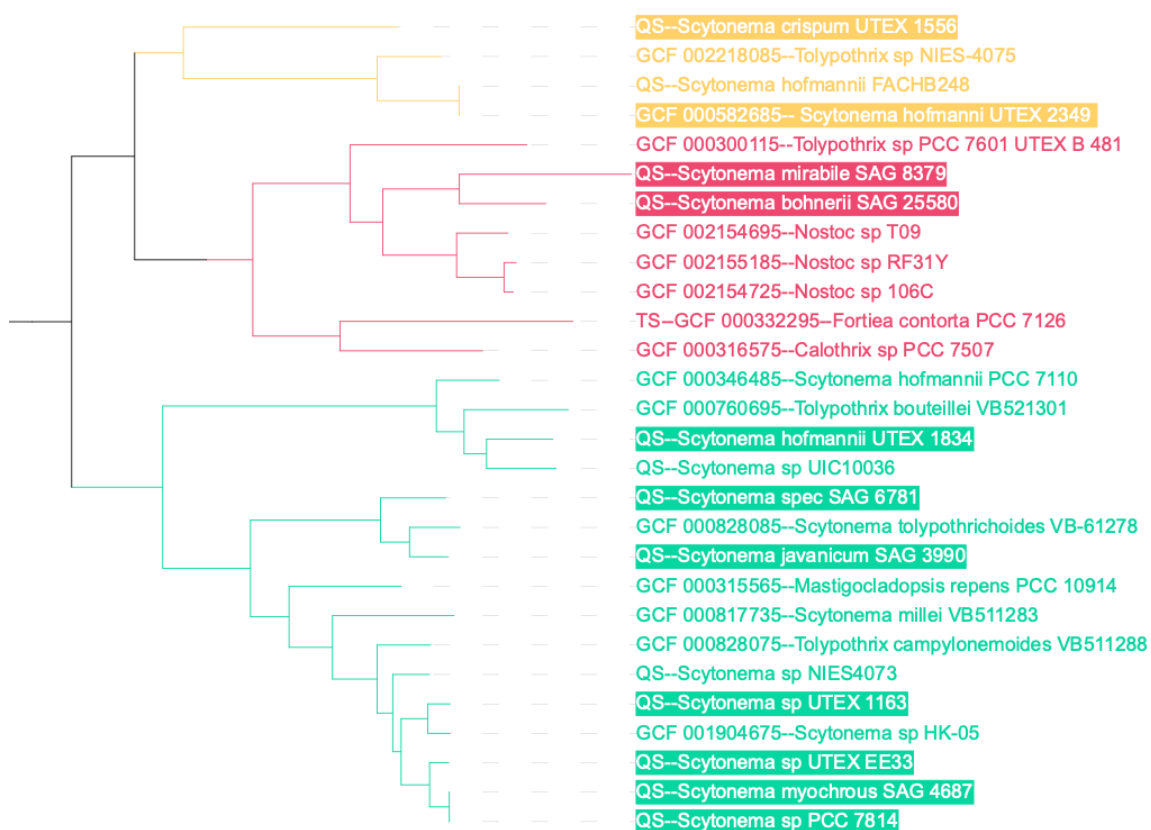 QS--Scytonema crispum UTEX 1556
GCF 002218085--Tolypothrix sp NIES-4075
QS--Scytonema hofmannii FACHB248
GCF 000582685-- Scytonema hofmanni UTEX 2349
GCF 000300115--Tolypothrix sp PCC 7601 UTEX B 481
QS--Scytonema mirabile SAG 8379
QS--Scytonema bohnerii SAG 25580
GCF 002154695--Nostoc sp T09
GCF 002155185--Nostoc sp RF31Y
GCF 002154725--Nostoc sp 106C
TS–GCF 000332295–Fortiea contorta PCC 7126
GCF 000316575--Calothrix sp PCC 7507
GCF 000346485--Scytonema hofmannii PCC 7110
GCF 000760695--Tolypothrix bouteillei VB521301
QS--Scytonema hofmannii UTEX 1834
QS--Scytonema sp UIC10036
QS--Scytonema spec SAG 6781
GCF 000828085--Scytonema tolypothrichoides VB-61278
QS--Scytonema javanicum SAG 3990
GCF 000315565--Mastigocladopsis repens PCC 10914
GCF 000817735--Scytonema millei VB511283
GCF 000828075--Tolypothrix campylonemoides VB511288
QS--Scytonema sp NIES4073
QS--Scytonema sp UTEX 1163
GCF 001904675--Scytonema sp HK-05
QS--Scytonema sp UTEX EE33
QS--Scytonema myochrous SAG 4687
QS--Scytonema sp PCC 7814